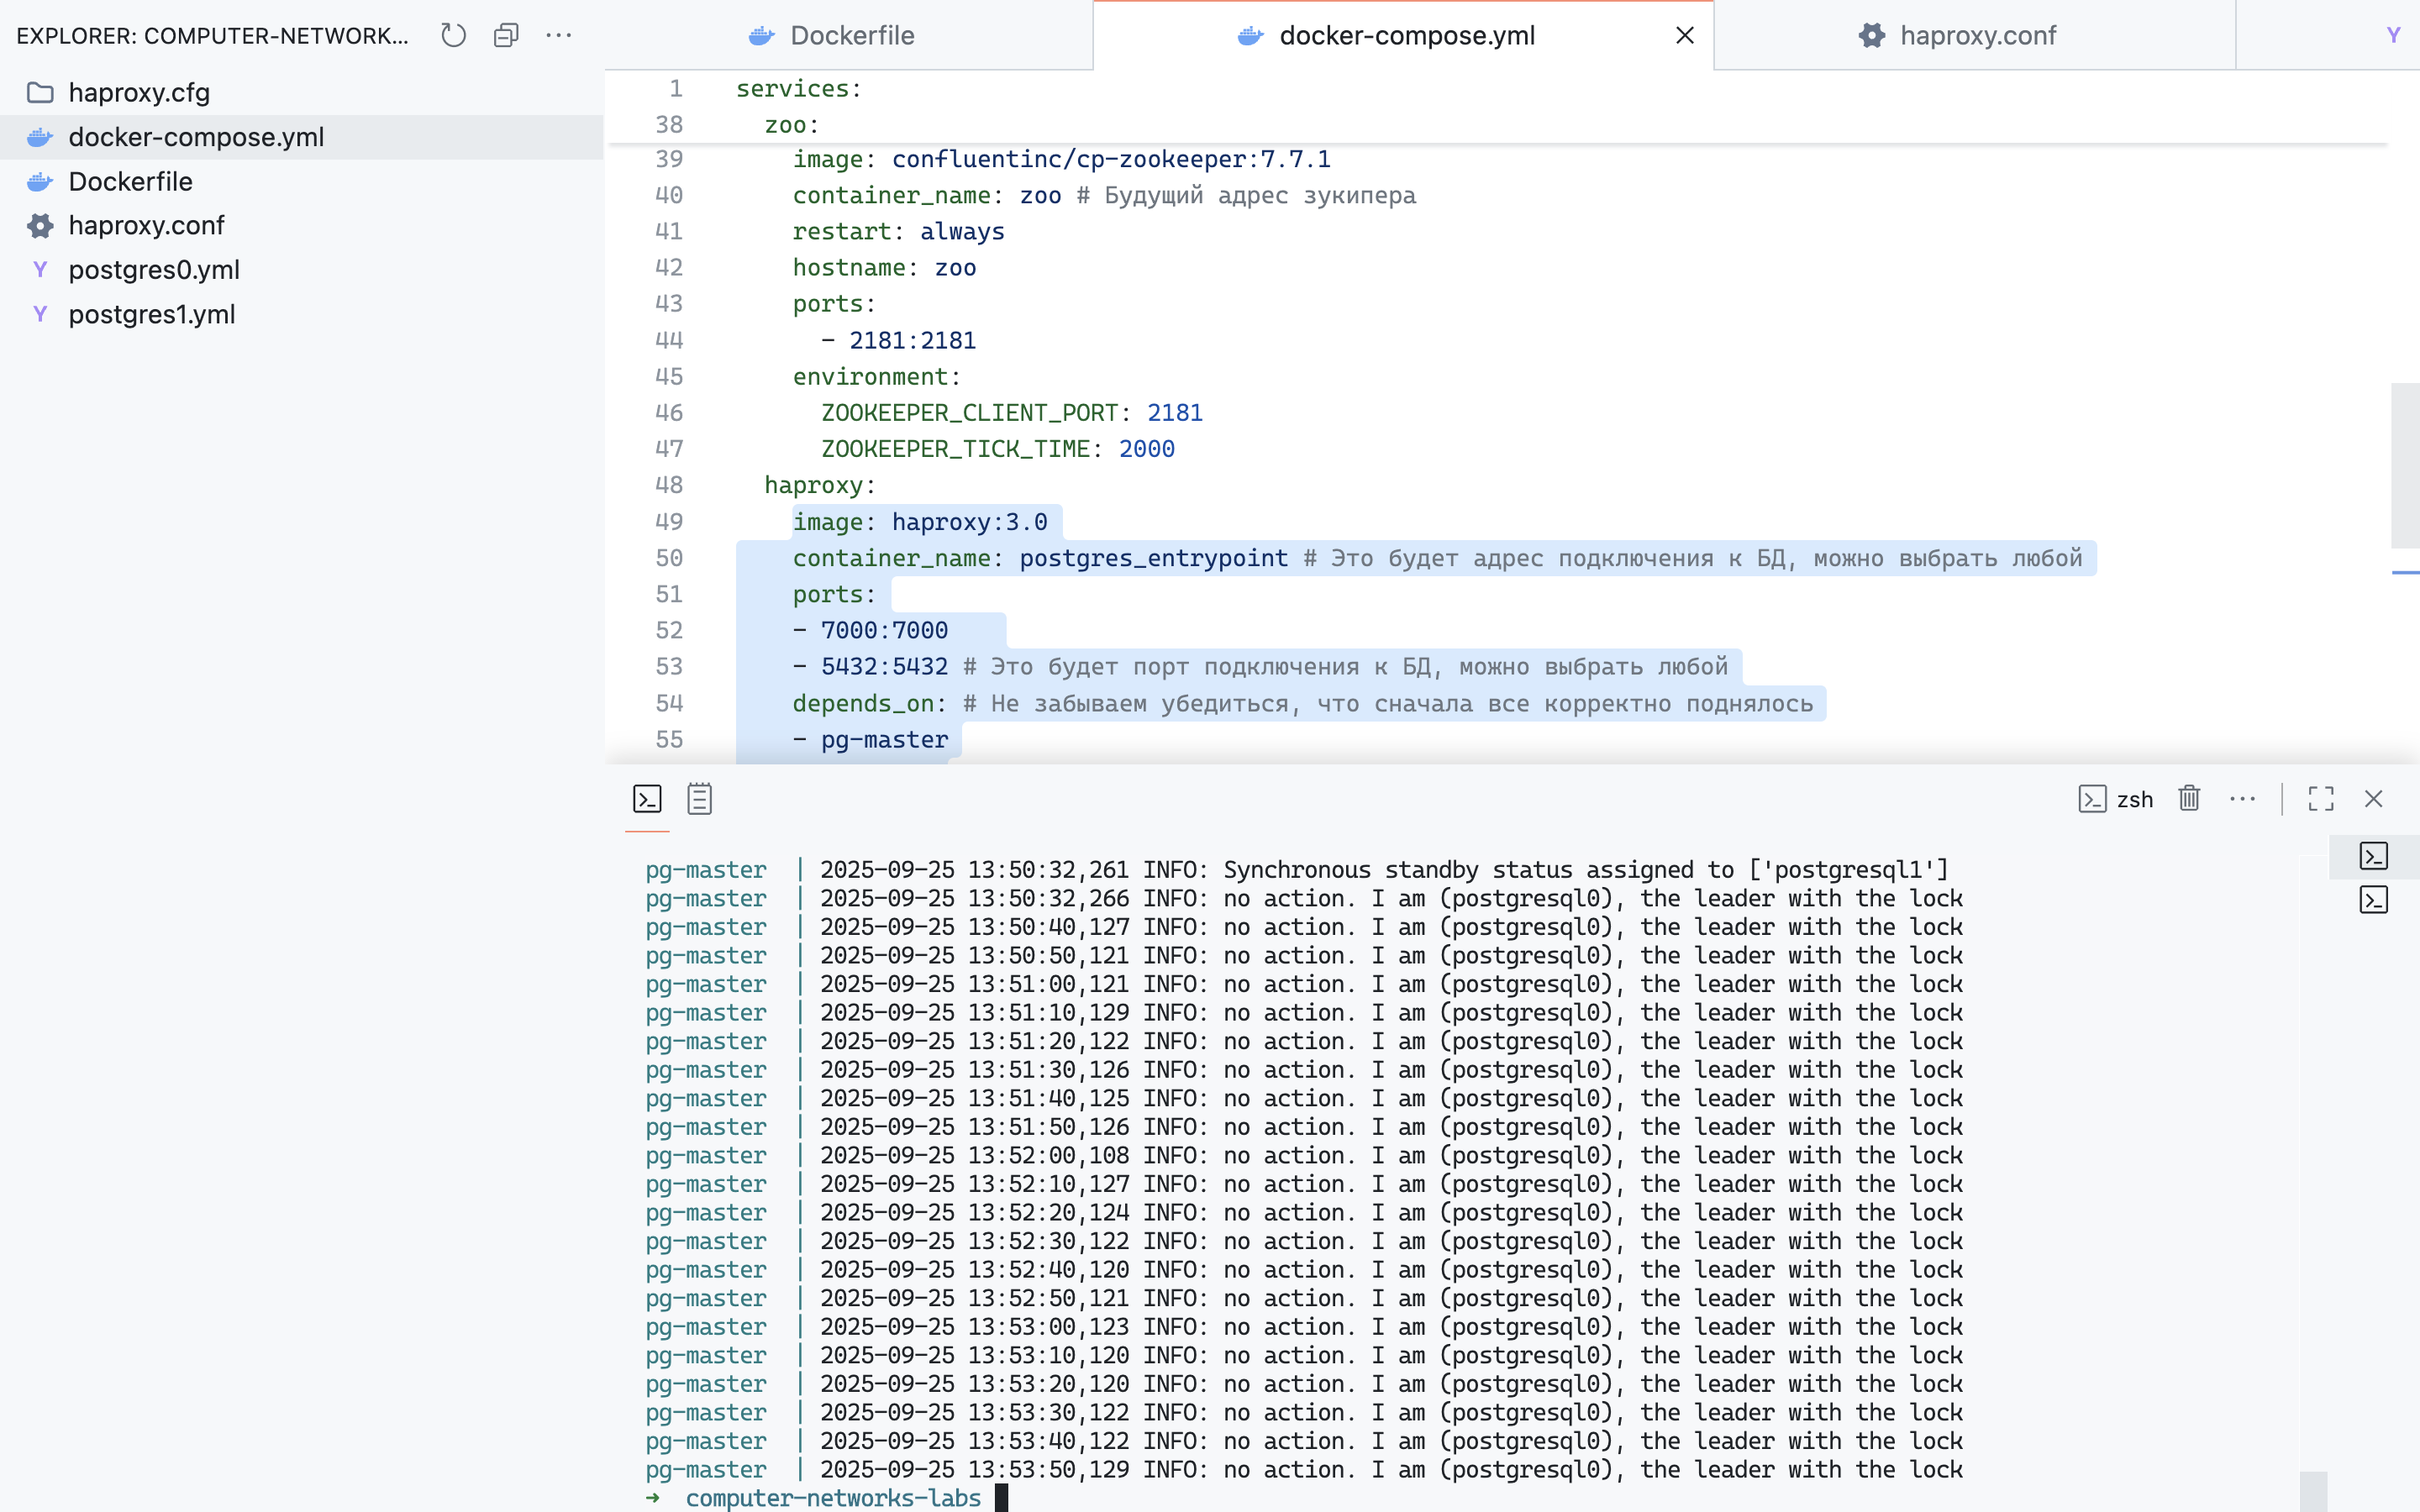 EXPLORER: COMPUTER-NETWORK...
haproxy.cfg
docker-compose.yml
Dockerfile
haproxy.conf
postgres0.yml
postgres1.yml
Dockerfile
docker-compose.yml
haproxy.conf
Y
1 services:
38 zoo:
39 image: confluentinc/cp-zookeeper:7.7.1
40 container_name: zoo # Будущий адрес зукипера
41 restart: always
42 hostname: zoo
43 ports:
44 - 2181:2181
45 environment:
46 ZOOKEEPER_CLIENT_PORT: 2181
47 ZOOKEEPER_TICK_TIME: 2000
48 haproxy:
49 image: haproxy:3.0
50 container_name: postgres_entrypoint # Это будет адрес подключения к БД, можно выбрать любой
51 ports:
52 - 7000:7000
53 - 5432:5432 # Это будет порт подключения к БД, можно выбрать любой
54 depends_on: # Не забываем убедиться, что сначала все корректно поднялось
55 - pg-master
zsh
pg-master | 2025-09-25 13:50:32,261 INFO: Synchronous standby status assigned to ['postgresql1']
pg-master | 2025-09-25 13:50:32,266 INFO: no action. I am (postgresql0), the leader with the lock
pg-master | 2025-09-25 13:50:40,127 INFO: no action. I am (postgresql0), the leader with the lock
pg-master | 2025-09-25 13:50:50,121 INFO: no action. I am (postgresql0), the leader with the lock
pg-master | 2025-09-25 13:51:00,121 INFO: no action. I am (postgresql0), the leader with the lock
pg-master | 2025-09-25 13:51:10,129 INFO: no action. I am (postgresql0), the leader with the lock
pg-master | 2025-09-25 13:51:20,122 INFO: no action. I am (postgresql0), the leader with the lock
pg-master | 2025-09-25 13:51:30,126 INFO: no action. I am (postgresql0), the leader with the lock
pg-master | 2025-09-25 13:51:40,125 INFO: no action. I am (postgresql0), the leader with the lock
pg-master | 2025-09-25 13:51:50,126 INFO: no action. I am (postgresql0), the leader with the lock
pg-master | 2025-09-25 13:52:00,108 INFO: no action. I am (postgresql0), the leader with the lock
pg-master | 2025-09-25 13:52:10,127 INFO: no action. I am (postgresql0), the leader with the lock
pg-master | 2025-09-25 13:52:20,124 INFO: no action. I am (postgresql0), the leader with the lock
pg-master | 2025-09-25 13:52:30,122 INFO: no action. I am (postgresql0), the leader with the lock
pg-master | 2025-09-25 13:52:40,120 INFO: no action. I am (postgresql0), the leader with the lock
pg-master | 2025-09-25 13:52:50,121 INFO: no action. I am (postgresql0), the leader with the lock
pg-master | 2025-09-25 13:53:00,123 INFO: no action. I am (postgresql0), the leader with the lock
pg-master | 2025-09-25 13:53:10,120 INFO: no action. I am (postgresql0), the leader with the lock
pg-master | 2025-09-25 13:53:20,120 INFO: no action. I am (postgresql0), the leader with the lock
pg-master | 2025-09-25 13:53:30,122 INFO: no action. I am (postgresql0), the leader with the lock
pg-master | 2025-09-25 13:53:40,122 INFO: no action. I am (postgresql0), the leader with the lock
pg-master | 2025-09-25 13:53:50,129 INFO: no action. I am (postgresql0), the leader with the lock
→ computer-networks-labs